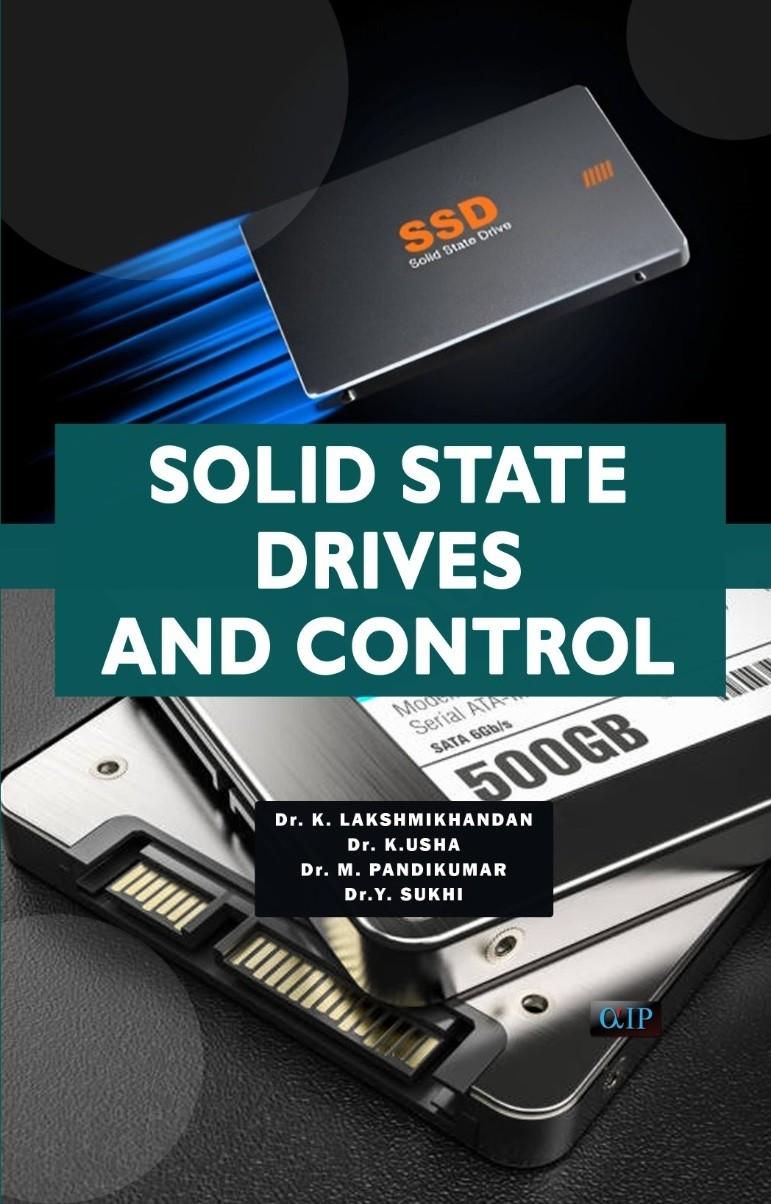 SSD
Solid State Drive
SOLID STATE
DRIVES
AND CONTROL
Serial ATA
SATA 6Gb/s
500GB
Dr. K. LAKSHMIKHANDAN
Dr. K.USHA
Dr. M. PANDIKUMAR
Dr.Y. SUKHI
αIP